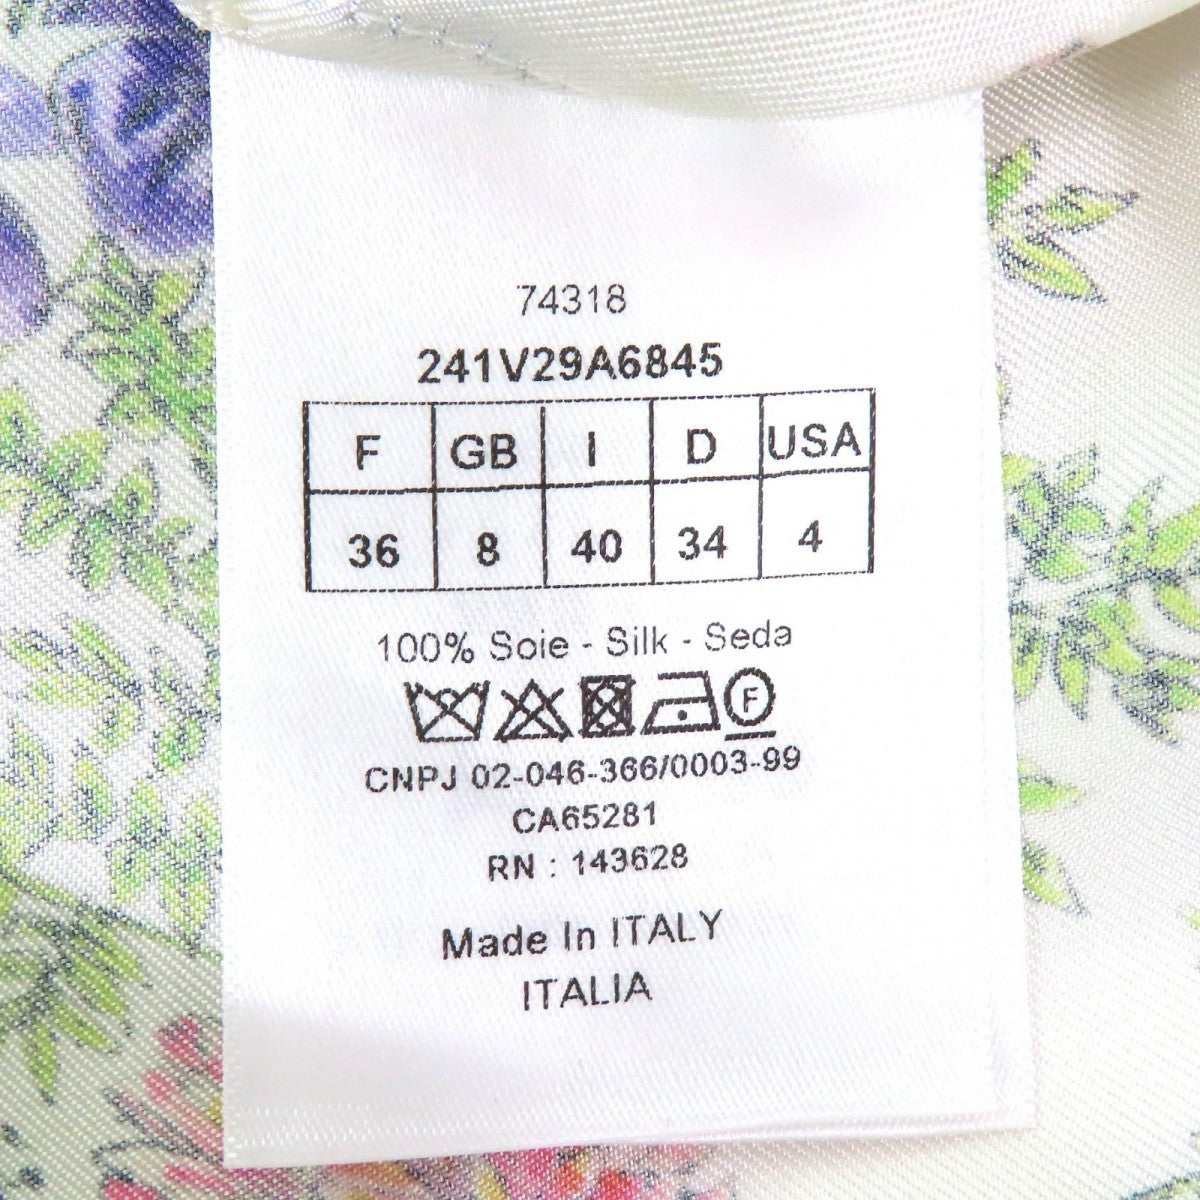 74318
241V29A6845
F GB I D USA
36 8 40 34 4
100% Soie - Silk - Seda
F
CNPJ 02-046-366/0003-99
CA65281
RN : 143628
Made In ITALY
ITALIA